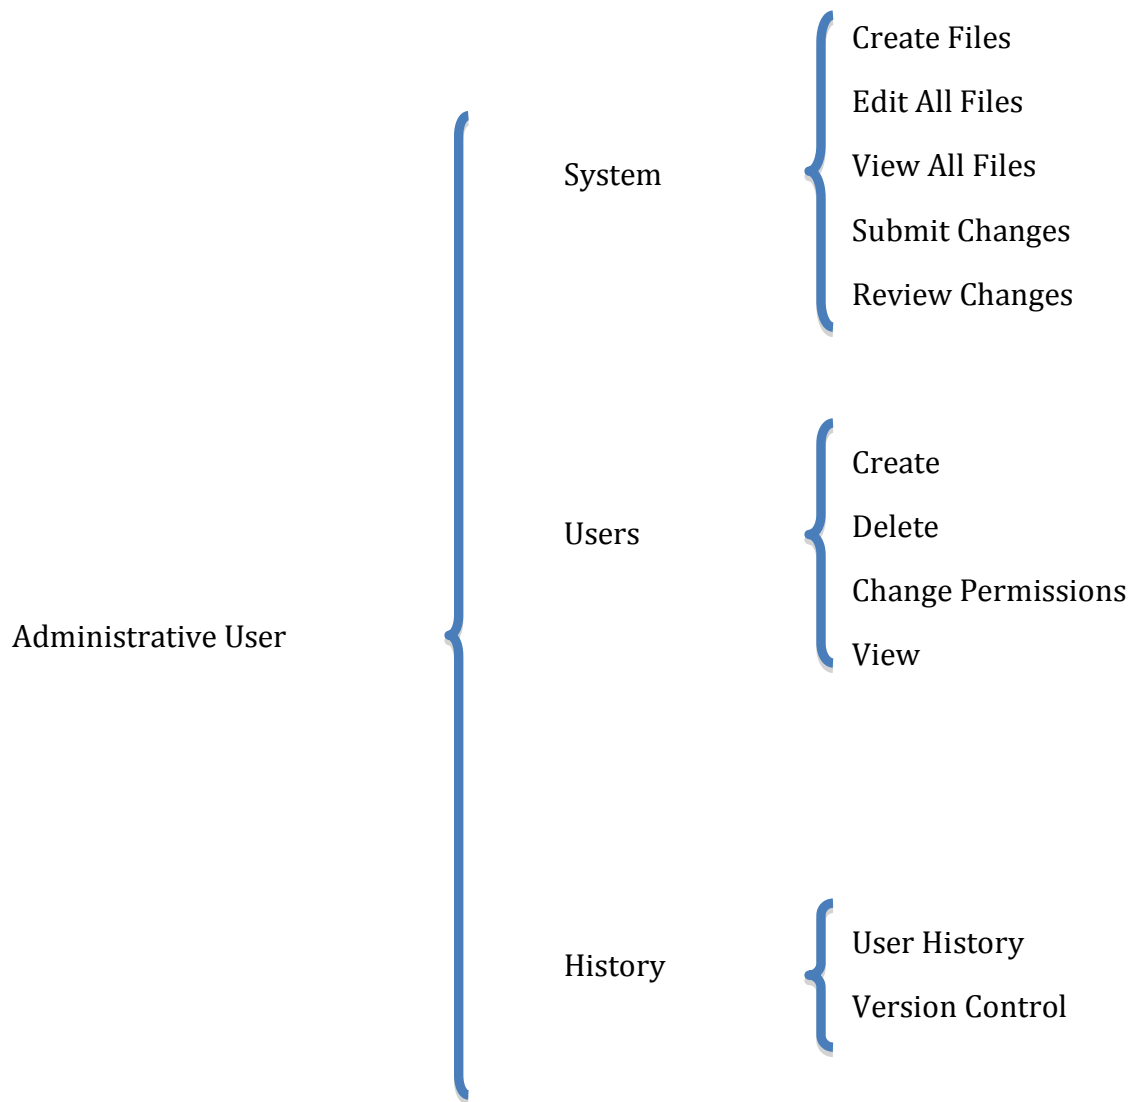 Administrative User
System
Create Files
Edit All Files
View All Files
Submit Changes
Review Changes
Users
Create
Delete
Change Permissions
View
History
User History
Version Control